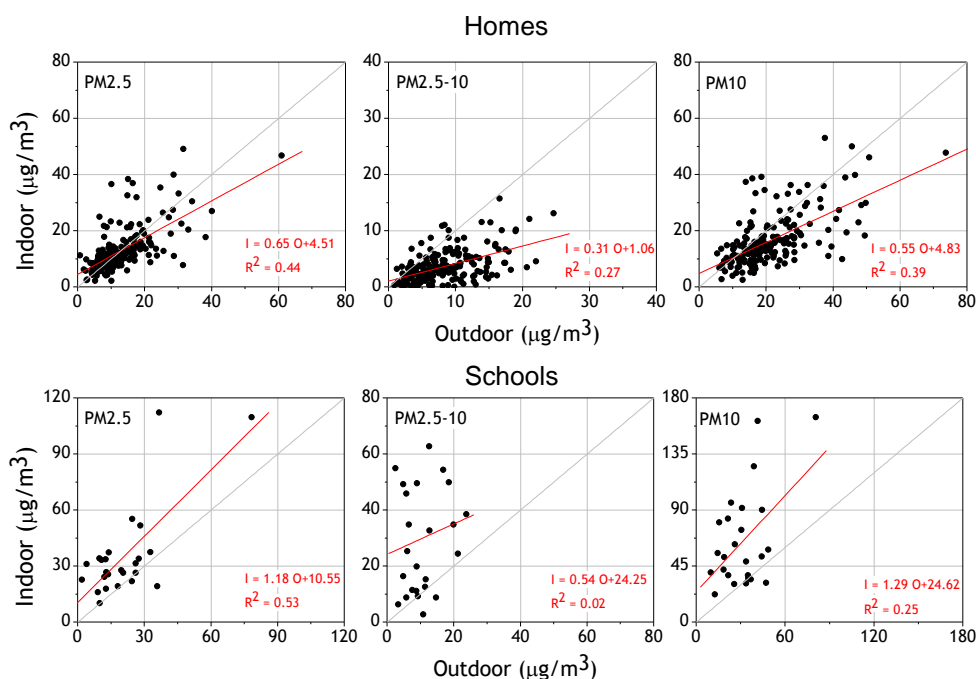 Homes
PM2.5
PM2.5-10
PM10
Indoor (μg/m³)
80
60
40
20
0
I = 0.65 O+4.51
R² = 0.44
0 20 40 60 80
40
30
20
10
0
I = 0.31 O+1.06
R² = 0.27
0 10 20 30 40
80
60
40
20
0
I = 0.55 O+4.83
R² = 0.39
0 20 40 60 80
Outdoor (μg/m³)
Schools
PM2.5
PM2.5-10
PM10
Indoor (μg/m³)
120
90
60
30
0
I = 1.18 O+10.55
R² = 0.53
0 30 60 90 120
80
60
40
20
0
I = 0.54 O+24.25
R² = 0.02
0 20 40 60 80
180
135
90
45
0
I = 1.29 O+24.62
R² = 0.25
0 60 120 180
Outdoor (μg/m³)